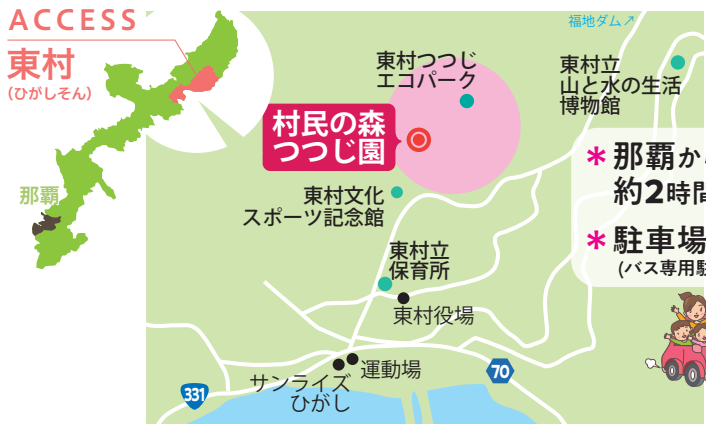 ACCESS
東村
(ひがしそん)
那覇
福地ダム↗
東村つつじ
エコパーク
東村立
山と水の生活
博物館
村民の森
つつじ園
*那覇か
約2時間
*駐車場
(バス専用駐
東村文化
スポーツ記念館
東村立
保育所
東村役場
運動場
サンライズ
ひがし
331
70